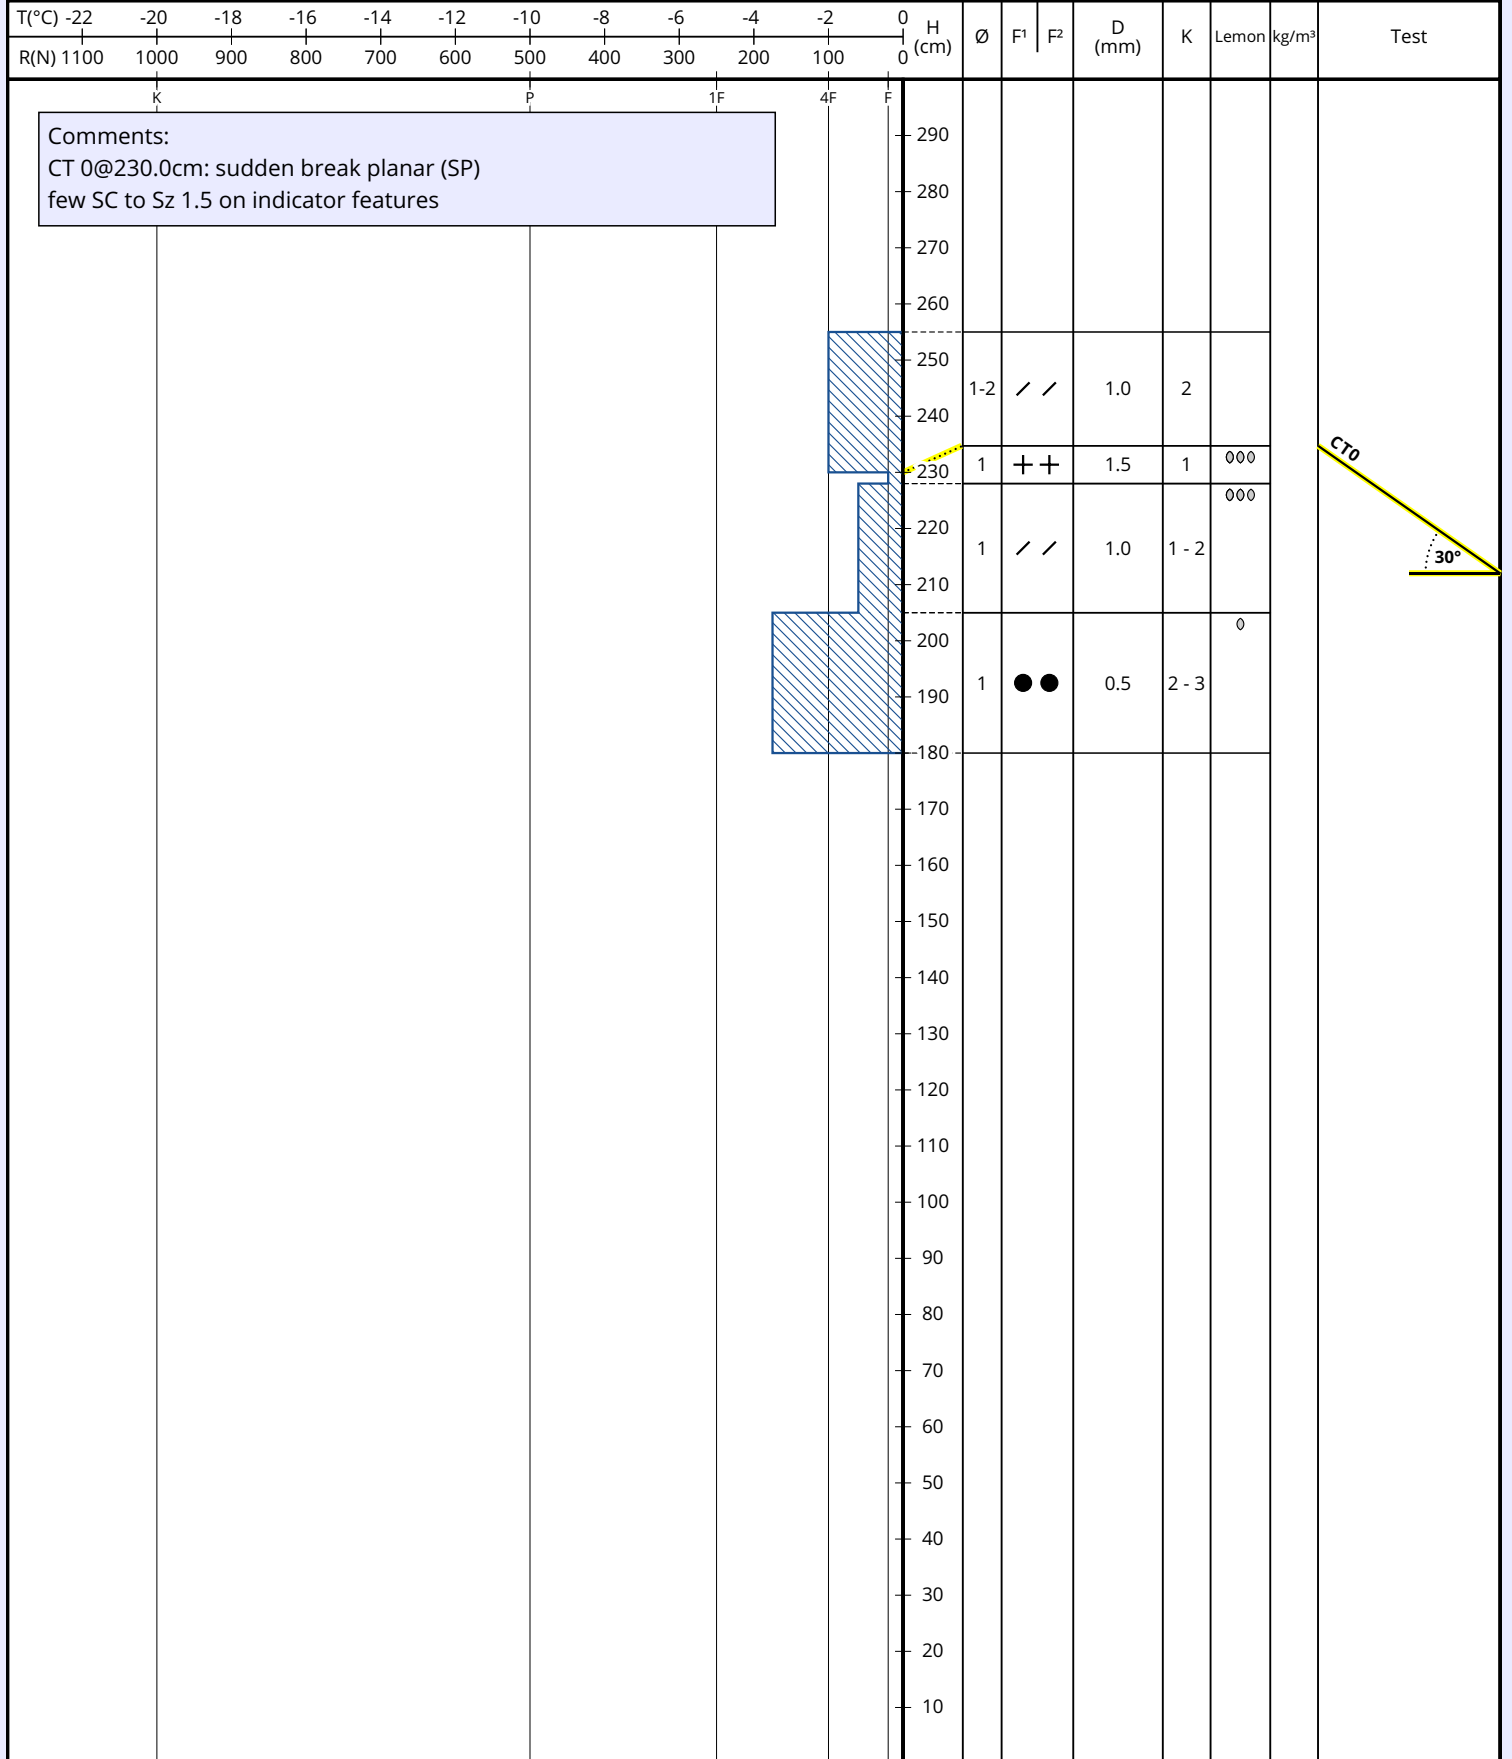 T(°C) -22 -20 -18 -16 -14 -12 -10 -8 -6 -4 -2 0
R(N) 1100 1000 900 800 700 600 500 400 300 200 100 0
H (cm) Ø F¹ F² D (mm) K Lemon kg/m³ Test
K P 1F 4F F
Comments:
CT 0@230.0cm: sudden break planar (SP)
few SC to Sz 1.5 on indicator features
290
280
270
260
250
1-2 1.0 2
240
CT0
230
1 1.5 1
220
1 1.0 1 - 2
30°
210
200
1 0.5 2 - 3
190
180
170
160
150
140
130
120
110
100
90
80
70
60
50
40
30
20
10